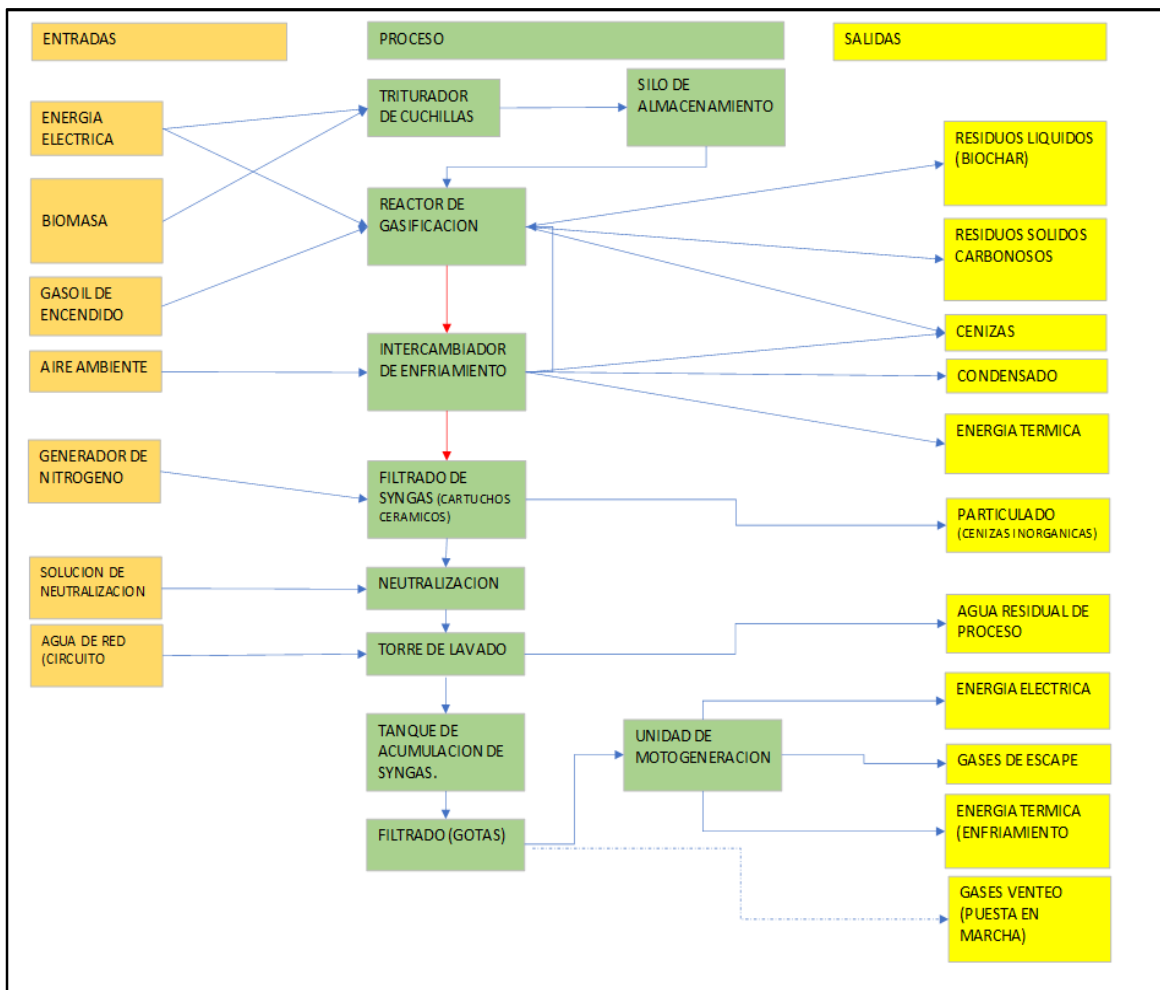 ENTRADAS
PROCESO
SALIDAS
ENERGIA
ELECTRICA
BIOMASA
GASOIL DE
ENCENDIDO
AIRE AMBIENTE
GENERADOR DE
NITROGENO
SOLUCION DE
NEUTRALIZACION
AGUA DE RED
(CIRCUITO
TRITURADOR
DE CUCHILLAS
SILO DE
ALMACENAMIENTO
REACTOR DE
GASIFICACION
INTERCAMBIADOR
DE ENFRIAMIENTO
FILTRADO DE
SYNGAS (CARTUCHOS
CERAMICOS)
NEUTRALIZACION
TORRE DE LAVADO
TANQUE DE
ACUMULACION DE
SYNGAS.
FILTRADO (GOTAS)
UNIDAD DE
MOTOGENERACION
RESIDUOS LIQUIDOS
(BIOCHAR)
RESIDUOS SOLIDOS
CARBONOSOS
CENIZAS
CONDENSADO
ENERGIA TERMICA
PARTICULADO
(CENIZAS INORGANICAS)
AGUA RESIDUAL DE
PROCESO
ENERGIA ELECTRICA
GASES DE ESCAPE
ENERGIA TERMICA
(ENFRIAMIENTO
GASES VENTEO
(PUESTA EN
MARCHA)